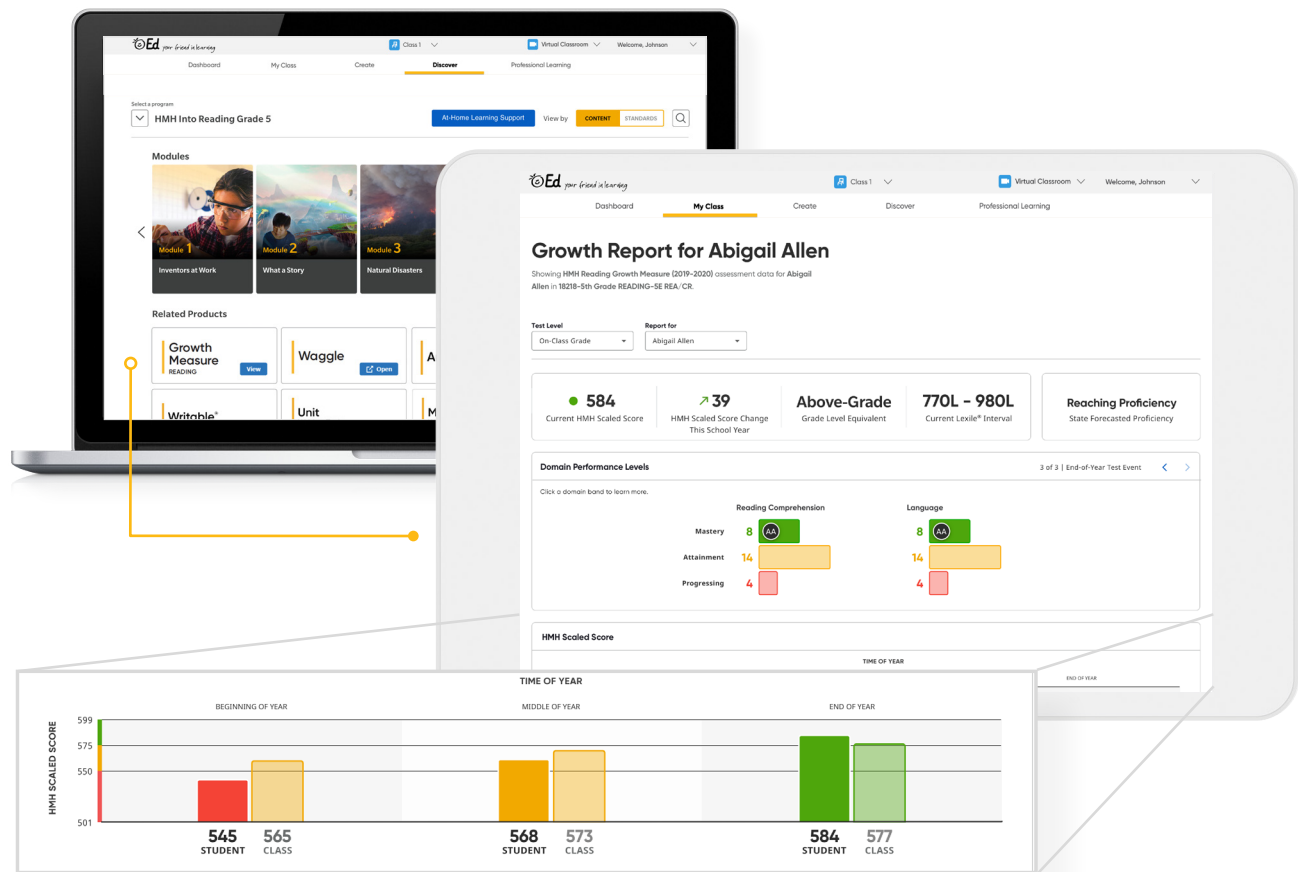 Ed your friend in learning
Class 1
Virtual Classroom
Welcome, Johnson
Dashboard
My Class
Create
Discover
Professional Learning
Select a program
HMH Into Reading Grade 5
At-Home Learning Support
View by
CONTENT
STANDARDS
Modules
Module 1
Inventors at Work
Module 2
What a Story
Module 3
Natural Disasters
Related Products
Growth
Measure
READING
View
Waggle
Open
A
Writable®
Unit
M
Ed your friend in learning
Class 1
Virtual Classroom
Welcome, Johnson
Dashboard
My Class
Create
Discover
Professional Learning
Growth Report for Abigail Allen
Showing HMH Reading Growth Measure (2019-2020) assessment data for Abigail
Allen in 18218-5th Grade READING-5E REA/CR.
Test Level
Report for
On-Class Grade
Abigail Allen
584
Current HMH Scaled Score
39
HMH Scaled Score Change
This School Year
Above-Grade
Grade Level Equivalent
770L - 980L
Current Lexile® Interval
Reaching Proficiency
State Forecasted Proficiency
Domain Performance Levels
3 of 3 | End-of-Year Test Event
Click a domain band to learn more.
Reading Comprehension
Language
Mastery 8 AA 8 AA
Attainment 14 14
Progressing 4 4
HMH Scaled Score
TIME OF YEAR
END OF YEAR
TIME OF YEAR
BEGINNING OF YEAR
MIDDLE OF YEAR
END OF YEAR
HMH SCALED SCORE
599
575
550
501
545 565
STUDENT CLASS
568 573
STUDENT CLASS
584 577
STUDENT CLASS